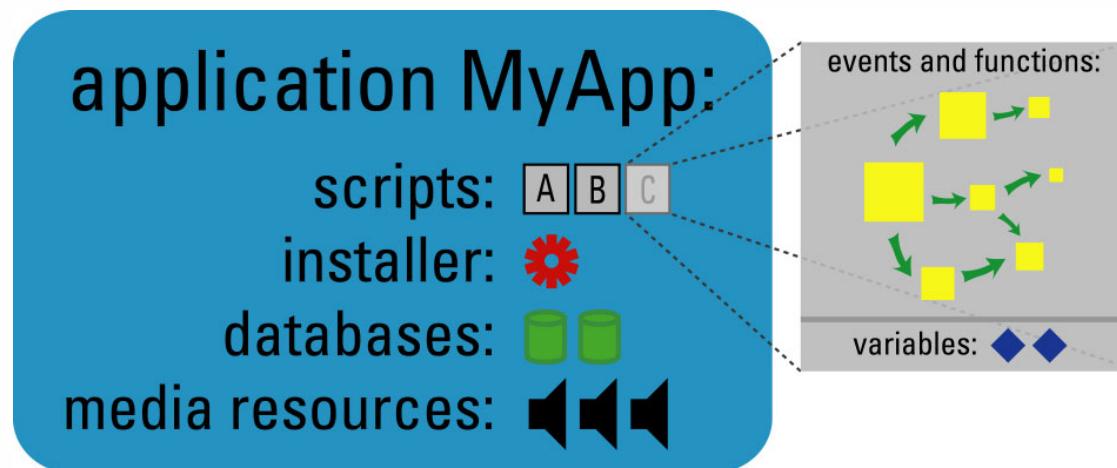 application MyApp:
scripts: A B C
installer:
databases:
media resources:
events and functions:
variables: